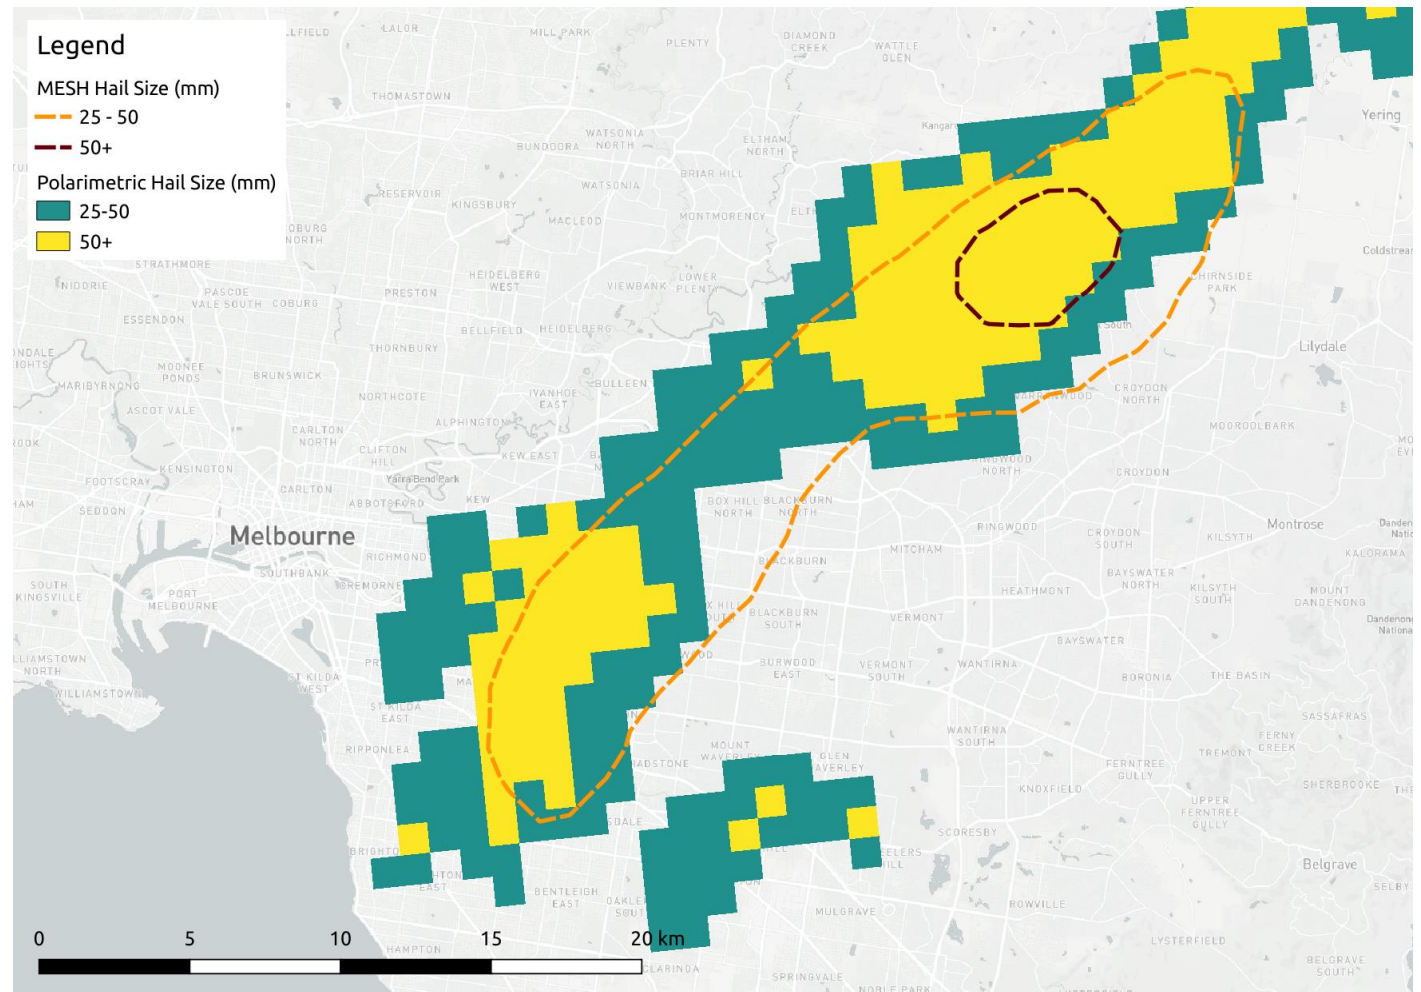 Legend
MESH Hail Size (mm)
25 - 50
50+
Polarimetric Hail Size (mm)
25-50
50+
LALOR
MILL PARK
PLENTY
DIAMOND
CREEK
WATTLE
GLEN
THOMASTOWN
Yering
WATSONIA
NORTH
BUNDOORA
ELTHAM
NORTH
BRIAR HILL
WATSONIA
RESERVOIR
KINGSBURY
MACLEOD
MONTMORENCY
STRATHMORE
NIDDRIE
PASCOE
VALE SOUTH
COBURG
PRESTON
HEIDELBERG
WEST
VIEWBANK
LOWER
PLENTY
CHIRNSIDE
PARK
ESSENDON
BELLFIELD
HEIDELBERG
THORNBURY
Lilydale
MOONEE
PONDS
MARIBYRNONG
BRUNSWICK
BULLEEN
IVANHOE
EAST
NORTHCOTE
ALPHINGTON
CROYDON
NORTH
ASCOT VALE
CARLTON
NORTH
MOOROOLBARK
CLIFTON
HILL
KEW EAST
Yarra Bend Park
KENSINGTON
FOOTSCRAY
CARLTON
ABBOTSFORD
KEW
SEDDON
CROYDON
BOX HILL
NORTH
BLACKBURN
NORTH
Melbourne
RICHMOND
RINGWOOD
CROYDON
SOUTH
Montrose
KILSYTH
KALORAMA
MITCHAM
BLACKBURN
SOUTHBANK
SOUTH
KINGSVILLE
PORT
MELBOURNE
HEATHMONT
BAYSWATER
NORTH
KILSYTH
SOUTH
MOUNT
DANDENONG
BLACKBURN
SOUTH
VERMONT
BAYSWATER
WILLIAMSTOWN
ST KILDA
WEST
BURWOOD
EAST
VERMONT
SOUTH
WANTIRNA
BORONIA
THE BASIN
ST KILDA
EAST
SASSAFRAS
RIPPONLEA
MOUNT
WAVERLEY
WANTIRNA
SOUTH
FERNY
CREEK
TREMONT
FERNTREE
GULLY
KNOXFIELD
SHERBROOKE
UPPER
FERNTREE
GULLY
SCORESBY
Belgrave
BENTLEIGH
EAST
ROWVILLE
MULGRAVE
LYSTERFIELD
HAMPTON
BELGRAVE
SOUTH
CLARINDA
SPRINGVALE
NOBLE PARK
0 5 10 15 20 km